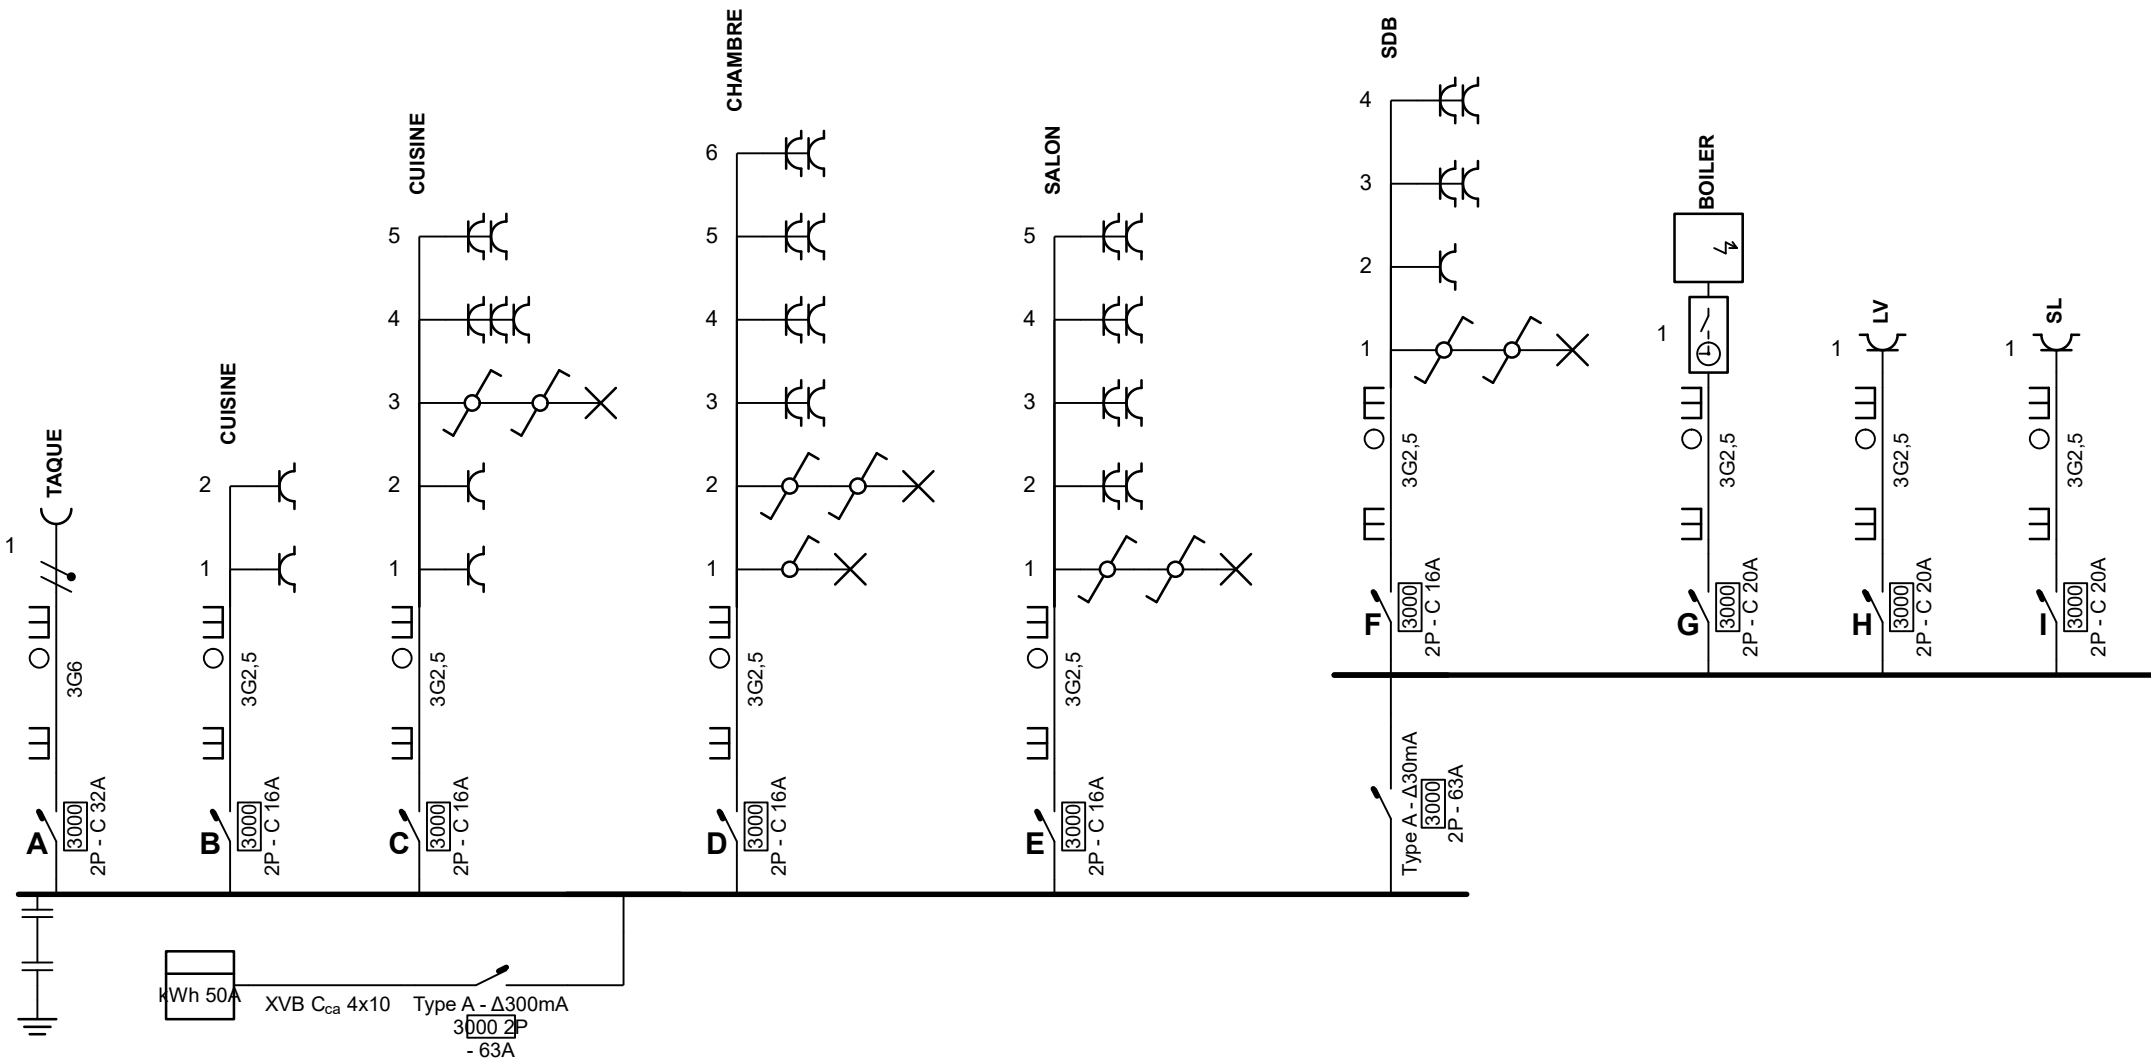 TAQUE
1
3G6
A
3000
2P - C 32A
CUISINE
2
1
3G2,5
B
3000
2P - C 16A
CUISINE
5
4
3
2
1
3G2,5
C
3000
2P - C 16A
CHAMBRE
6
5
4
3
2
1
3G2,5
D
3000
2P - C 16A
SALON
5
4
3
2
1
3G2,5
E
3000
2P - C 16A
SDB
4
3
2
1
3G2,5
F
3000
2P - C 16A
Type A - Δ30mA
3000
2P - 63A
BOILER
1
3G2,5
G
3000
2P - C 20A
LV
1
3G2,5
H
3000
2P - C 20A
SL
1
3G2,5
I
3000
2P - C 20A
kWh 50A
XVB Cca 4x10
Type A - Δ300mA
3000 2P
- 63A